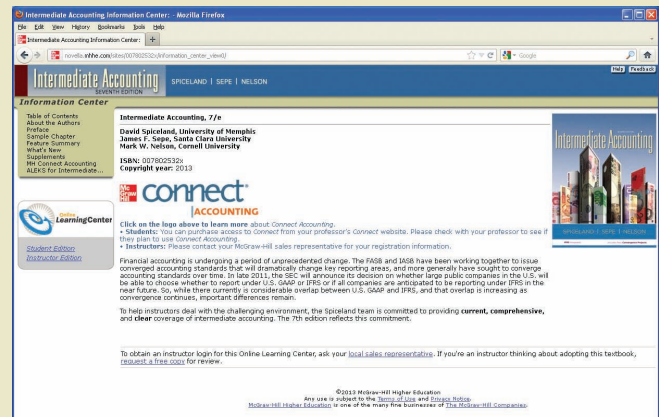 Intermediate Accounting Information Center: - Mozilla Firefox
File Edit View History Bookmarks Tools Help
Intermediate Accounting Information Center: +
novella.mhhe.com/sites/007802532x/information_center_view0/
Google
Help Feedback
Intermediate Accounting
SEVENTH EDITION
SPICELAND | SEPE | NELSON
Information Center
Table of Contents
About the Authors
Preface
Sample Chapter
Feature Summary
What's New
Supplements
MH Connect Accounting
ALEKS for Intermediate...
Online
LearningCenter
Student Edition
Instructor Edition
Intermediate Accounting, 7/e
David Spiceland, University of Memphis
James F. Sepe, Santa Clara University
Mark W. Nelson, Cornell University
ISBN: 007802532x
Copyright year: 2013
Mc
Graw
Hill
connect
ACCOUNTING
Click on the logo above to learn more about Connect Accounting.
• Students: You can purchase access to Connect from your professor's Connect website. Please check with your professor to see if
they plan to use Connect Accounting.
• Instructors: Please contact your McGraw-Hill sales representative for your registration information.
Financial accounting is undergoing a period of unprecedented change. The FASB and IASB have been working together to issue
converged accounting standards that will dramatically change key reporting areas, and more generally have sought to converge
accounting standards over time. In late 2011, the SEC will announce its decision on whether large public companies in the U.S. will
be able to choose whether to report under U.S. GAAP or IFRS or if all companies are anticipated to be reporting under IFRS in the
near future. So, while there currently is considerable overlap between U.S. GAAP and IFRS, and that overlap is increasing as
convergence continues, important differences remain.
To help instructors deal with the challenging environment, the Spiceland team is committed to providing current, comprehensive,
and clear coverage of intermediate accounting. The 7th edition reflects this commitment.
To obtain an instructor login for this Online Learning Center, ask your local sales representative. If you're an instructor thinking about adopting this textbook,
request a free copy for review.
Intermediate Accounting
SPICELAND | SEPE | NELSON
©2013 McGraw-Hill Higher Education
Any use is subject to the Terms of Use and Privacy Notice.
McGraw-Hill Higher Education is one of the many fine businesses of The McGraw-Hill Companies.